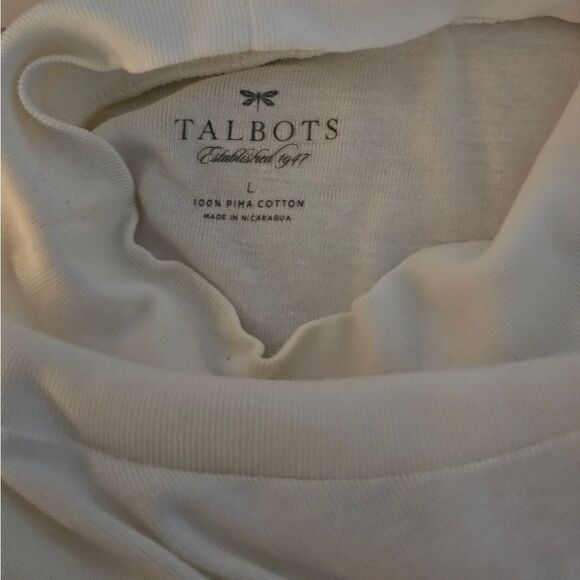 TALBOTS
Established 1947
L
100% PIMA COTTON
MADE IN NICARAGUA